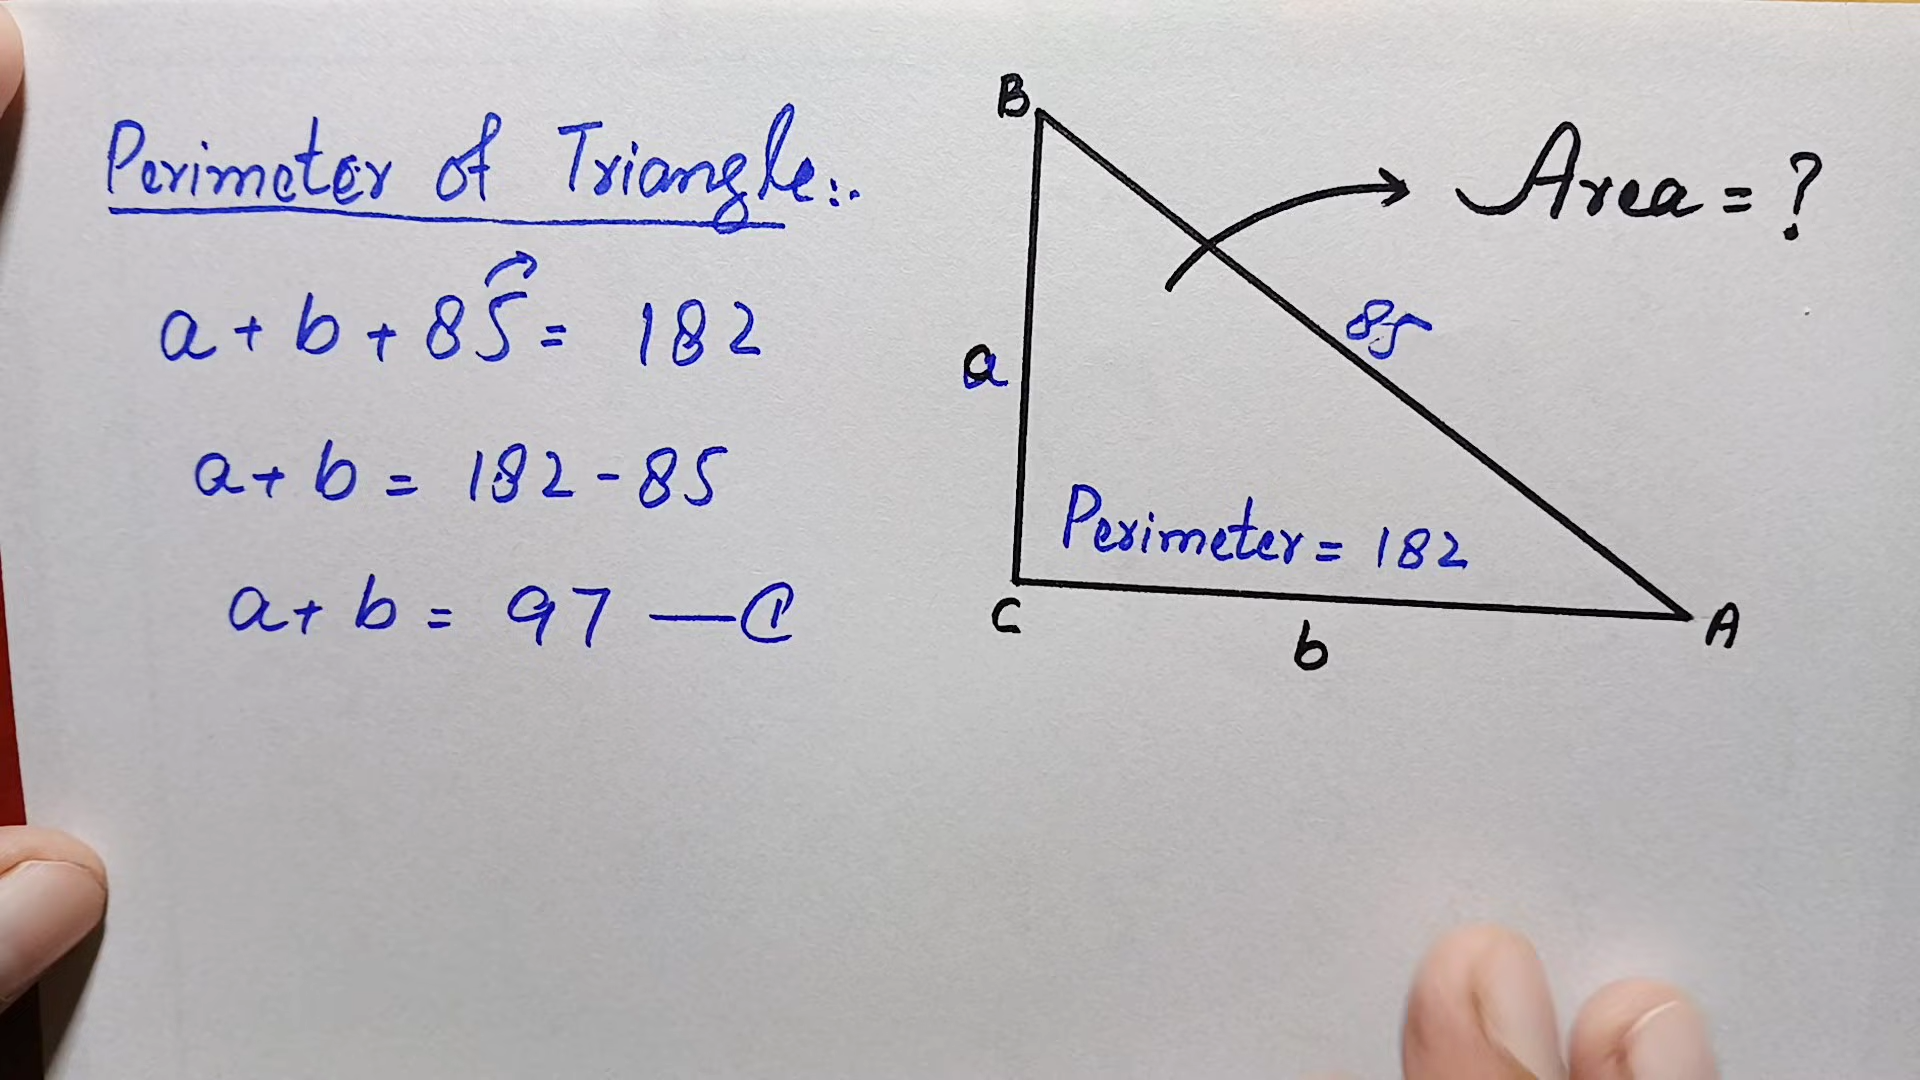 Perimeter of Triangle:.
a + b + 85 = 182
a + b = 182 - 85
a + b = 97 — ①
B
Area = ?
85
a
Perimeter = 182
C
b
A